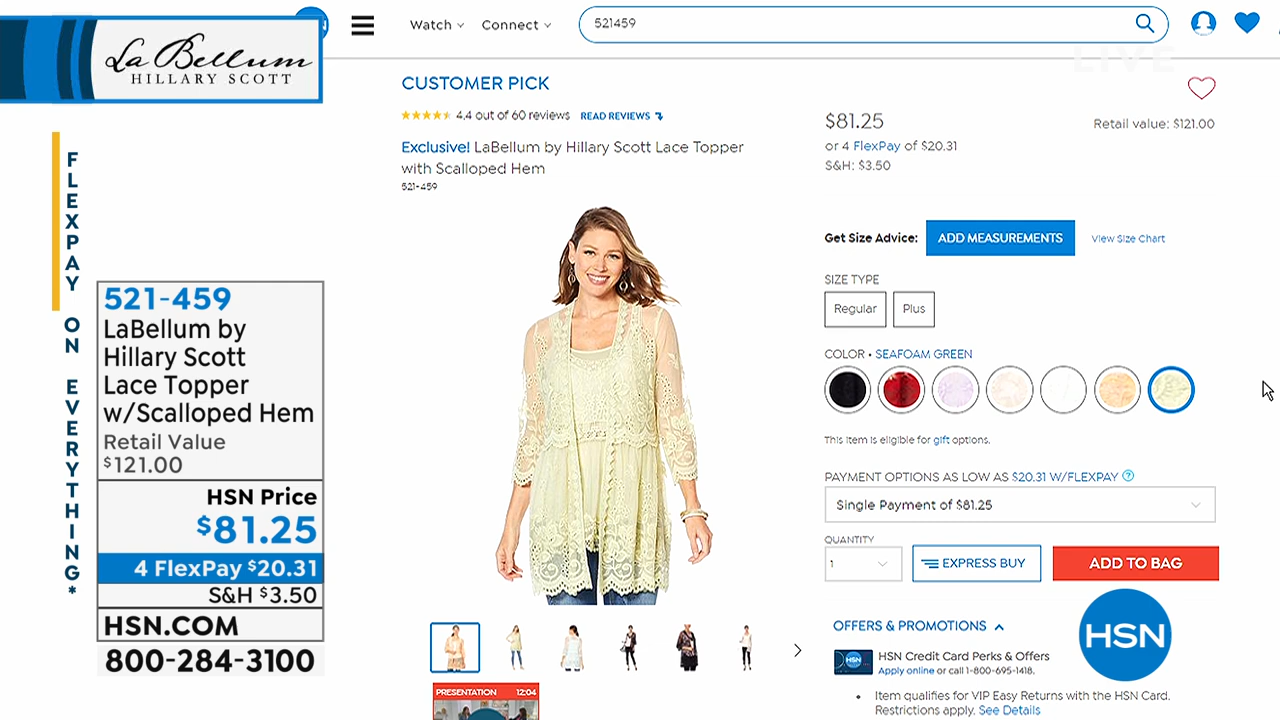 La Bellum
HILLARY SCOTT
FLEXPAY ON EVERYTHING*
521-459
LaBellum by
Hillary Scott
Lace Topper
w/Scalloped Hem
Retail Value
$121.00
HSN Price
$81.25
4 FlexPay $20.31
S&H $3.50
HSN.COM
800-284-3100
Watch
Connect
521459
LIVE
CUSTOMER PICK
4.4 out of 60 reviews READ REVIEWS
Exclusive! LaBellum by Hillary Scott Lace Topper
with Scalloped Hem
521-459
PRESENTATION 12:04
$81.25
Retail value: $121.00
or 4 FlexPay of $20.31
S&H: $3.50
Get Size Advice: ADD MEASUREMENTS View Size Chart
SIZE TYPE
Regular Plus
COLOR • SEAFOAM GREEN
This item is eligible for gift options.
PAYMENT OPTIONS AS LOW AS $20.31 W/FLEXPAY ?
Single Payment of $81.25
QUANTITY
1
EXPRESS BUY
ADD TO BAG
OFFERS & PROMOTIONS
HSN
HSN Credit Card Perks & Offers
Apply online or call 1-800-695-1418.
• Item qualifies for VIP Easy Returns with the HSN Card.
Restrictions apply. See Details
HSN